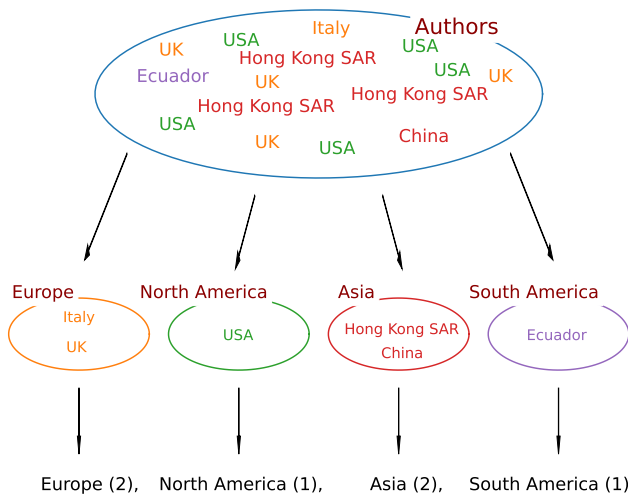 Authors
Italy
USA
USA
UK
Hong Kong SAR
USA
Ecuador
UK
UK
Hong Kong SAR
Hong Kong SAR
USA
China
UK
USA
Europe
North America
Asia
South America
Italy
UK
USA
Hong Kong SAR
China
Ecuador
Europe (2),
North America (1),
Asia (2),
South America (1)